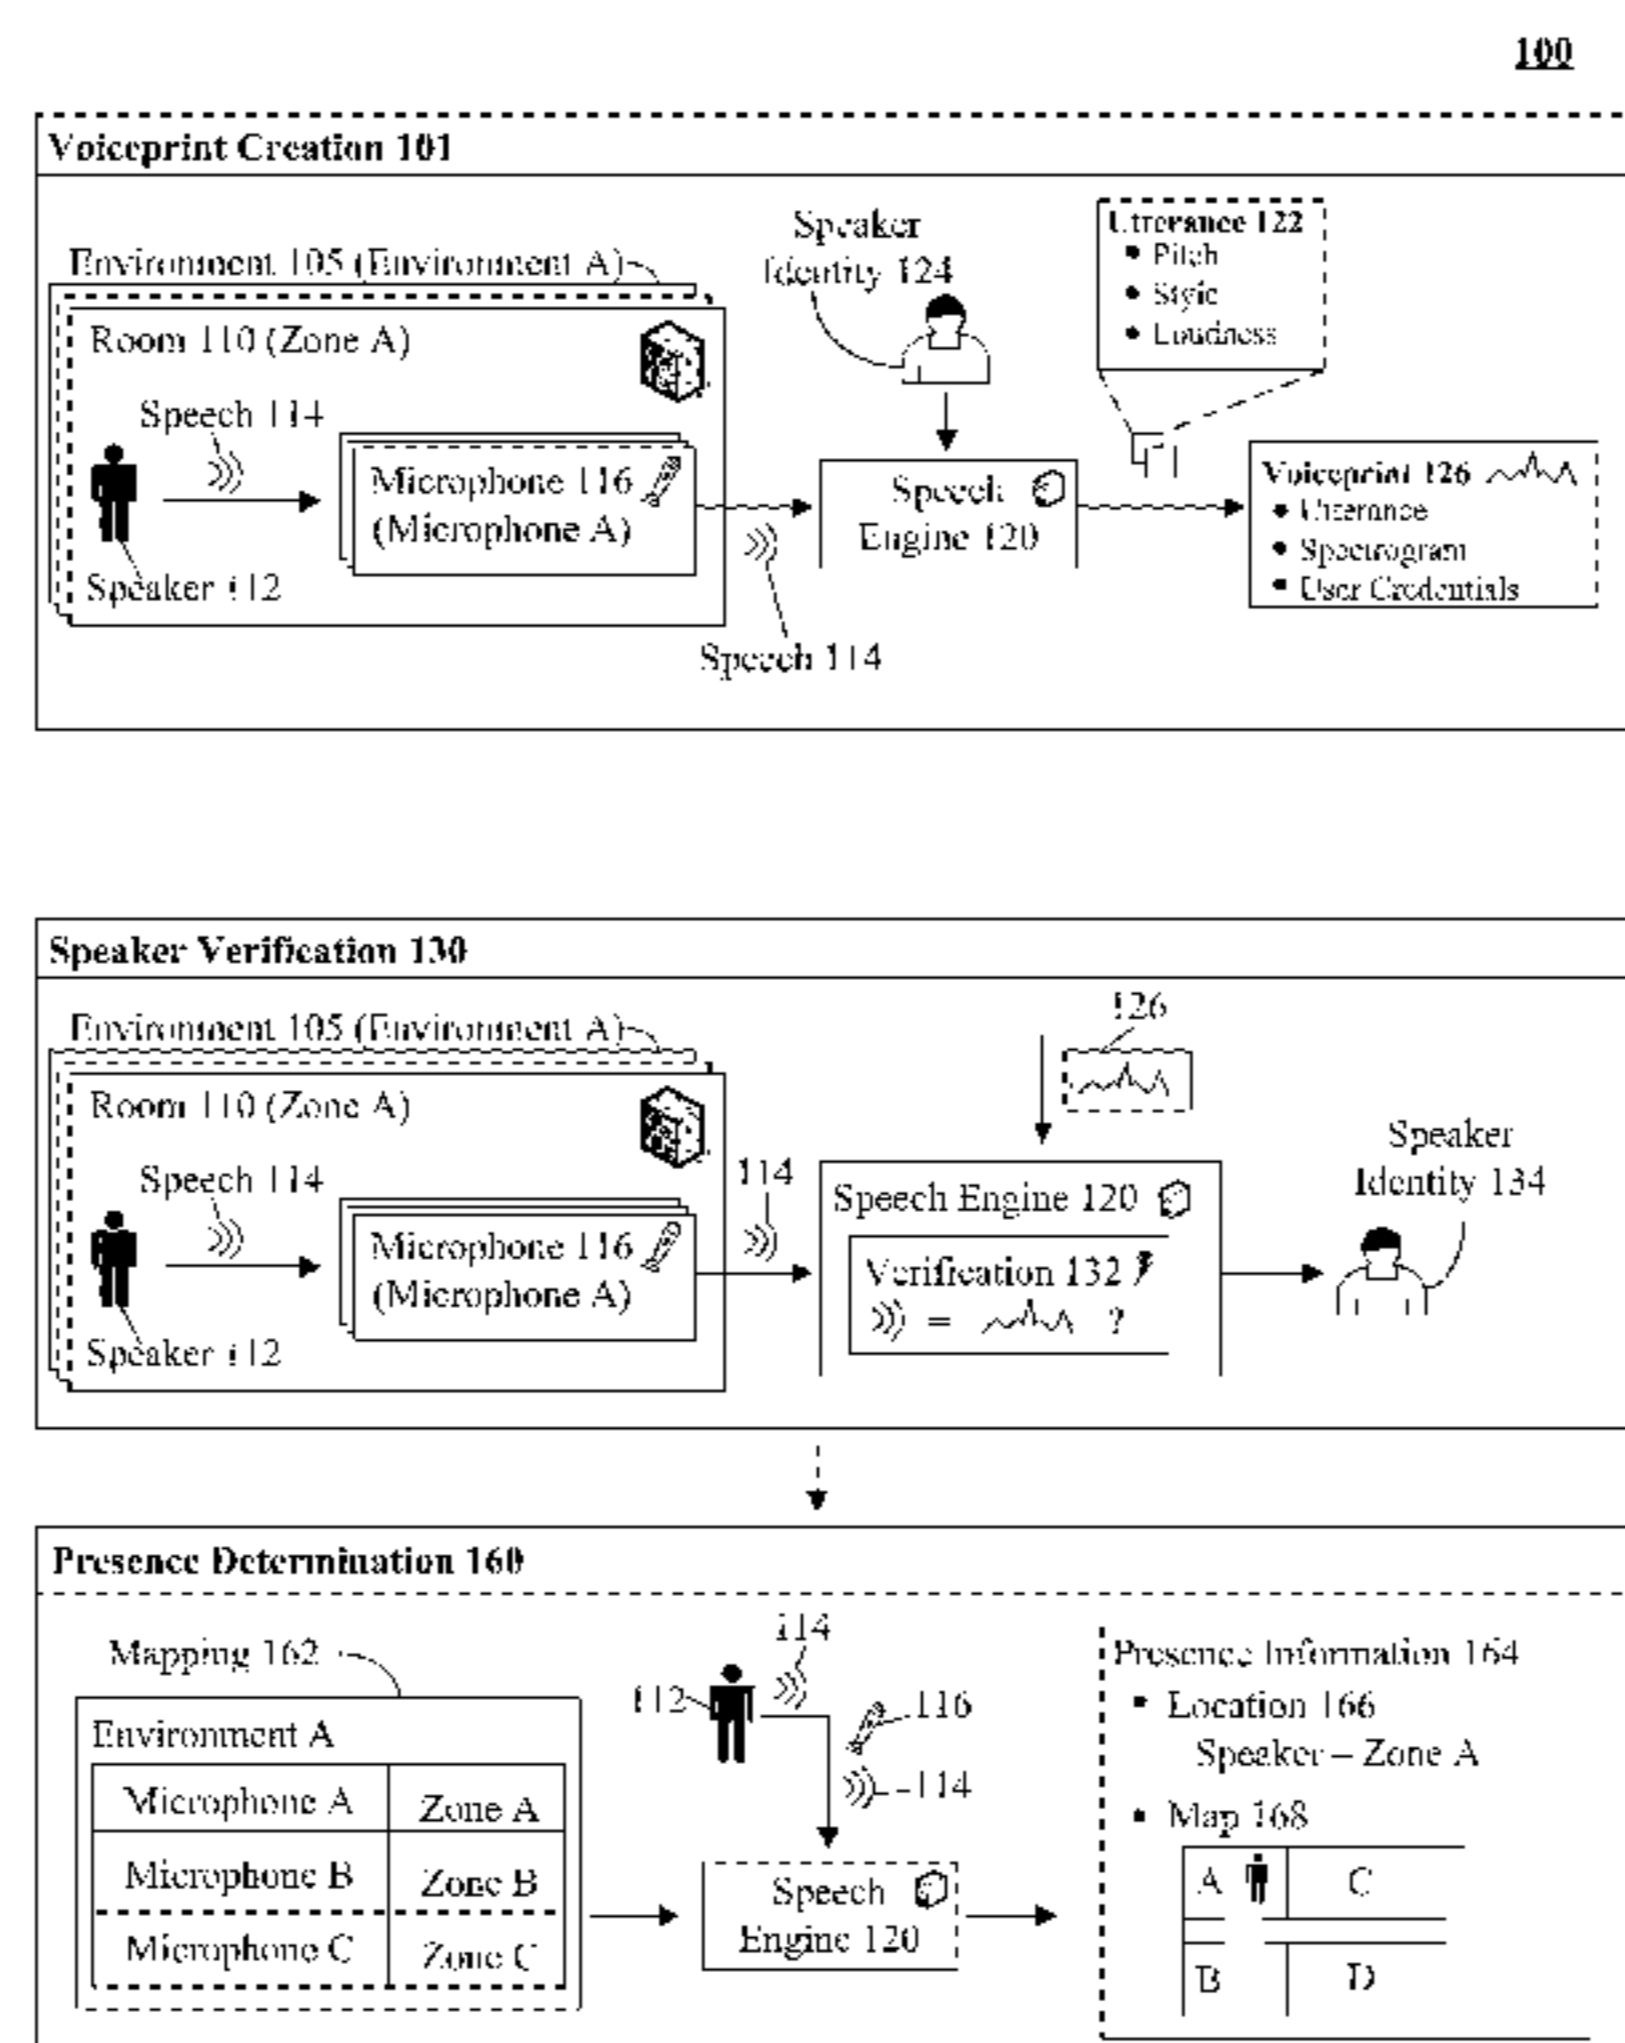 100
Voiceprint Creation 101
Environment 105 (Environment A)
Room 110 (Zone A)
Speech 114
Microphone 116
(Microphone A)
Speaker 112
Speech 114
Speaker
Identity 124
Speech
Engine 120
Utterance 122
• Pitch
• Style
• Loudness
Voiceprint 126
• Utterance
• Spectrogram
• User Credentials
Speaker Verification 130
Environment 105 (Environment A)
Room 110 (Zone A)
Speech 114
Microphone 116
(Microphone A)
Speaker 112
114
126
Speech Engine 120
Verification 132
= ?
Speaker
Identity 134
Presence Determination 160
Mapping 162
Environment A
Microphone A Zone A
Microphone B Zone B
Microphone C Zone C
114
112
116
114
Speech
Engine 120
Presence Information 164
• Location 166
Speaker – Zone A
• Map 168
A C
B D